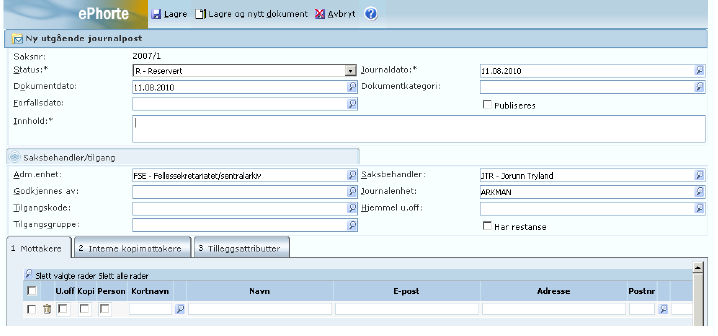 ePhorte Lagre Lagre og nytt dokument Avbryt ?
Ny utgående journalpost
Saksnr: 2007/1
Status:* R - Reservert Journaldato:* 11.08.2010
Dokumentdato: 11.08.2010 Dokumentkategori:
Forfallsdato: Publiseres
Innhold:*
Saksbehandler/tilgang
Adm.enhet: FSE - Fellessekretariatet/sentralarkiv Saksbehandler: JTR - Jorunn Tryland
Godkjennes av: Journalenhet: ARKMAN
Tilgangskode: Hjemmel u.off:
Tilgangsgruppe: Har restanse
1 Mottakere 2 Interne kopimottakere 3 Tilleggsattributter
Slett valgte rader Slett alle rader
U.off Kopi Person Kortnavn Navn E-post Adresse Postnr